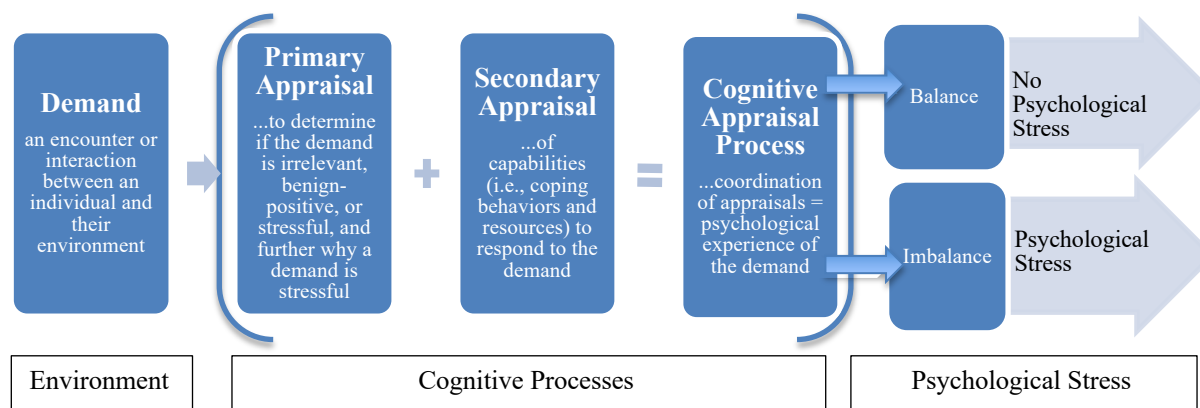 Demand
an encounter or
interaction
between an
individual and
their
environment
Primary
Appraisal
...to determine
if the demand
is irrelevant,
benign-
positive, or
stressful, and
further why a
demand is
stressful
+
Secondary
Appraisal
...of
capabilities
(i.e., coping
behaviors and
resources) to
respond to the
demand
=
Cognitive
Appraisal
Process
...coordination
of appraisals =
psychological
experience of
the demand
Balance
No
Psychological
Stress
Imbalance
Psychological
Stress
Environment
Cognitive Processes
Psychological Stress